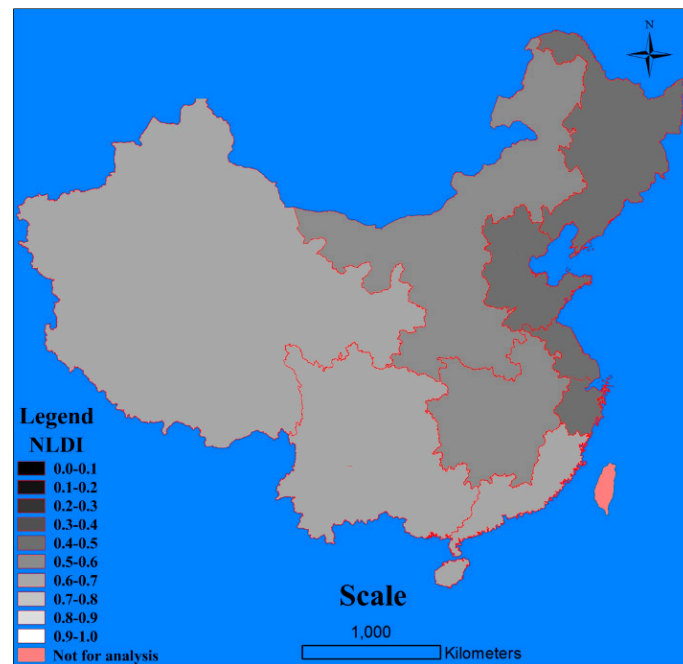 N
Legend
NLDI
0.0-0.1
0.1-0.2
0.2-0.3
0.3-0.4
0.4-0.5
0.5-0.6
0.6-0.7
0.7-0.8
0.8-0.9
0.9-1.0
Not for analysis
Scale
1,000
Kilometers